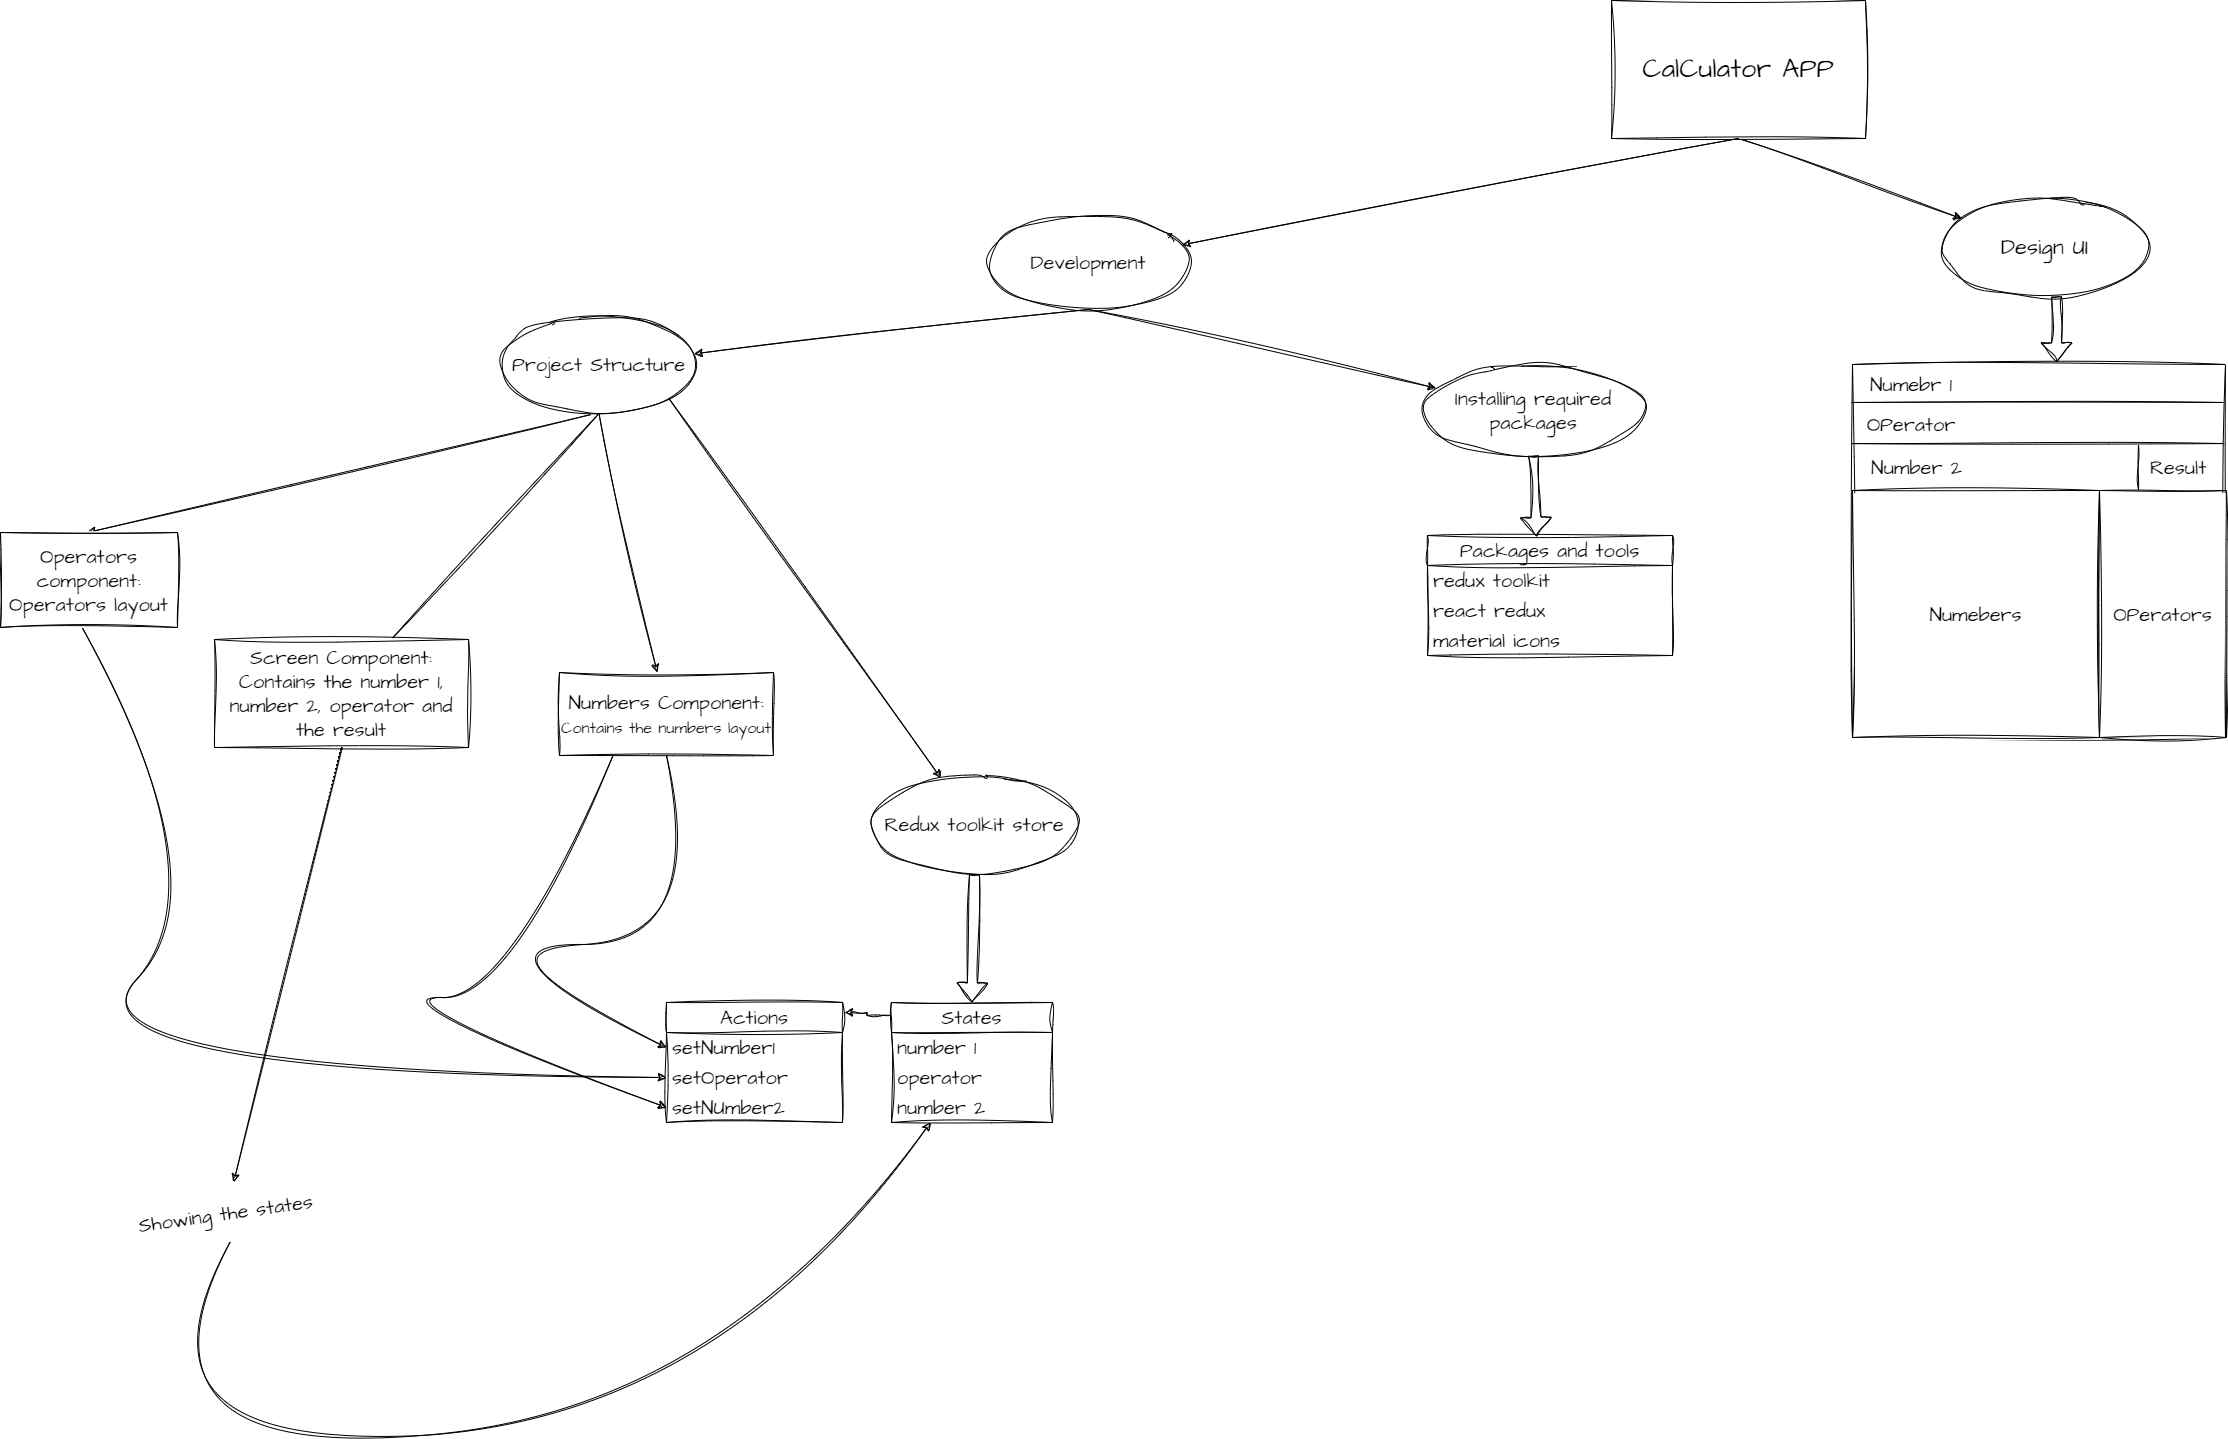 CalCulator APP
Development
Design UI
Project Structure
Installing required
packages
Numebr 1
OPerator
Number 2
Result
Numebers
OPerators
Packages and tools
redux toolkit
react redux
material icons
Operators
component:
Operators layout
Screen Component:
Contains the number 1,
number 2, operator and
the result
Numbers Component:
Contains the numbers layout
Redux toolkit store
Actions
setNumber1
setOperator
setNUmber2
States
number 1
operator
number 2
Showing the states